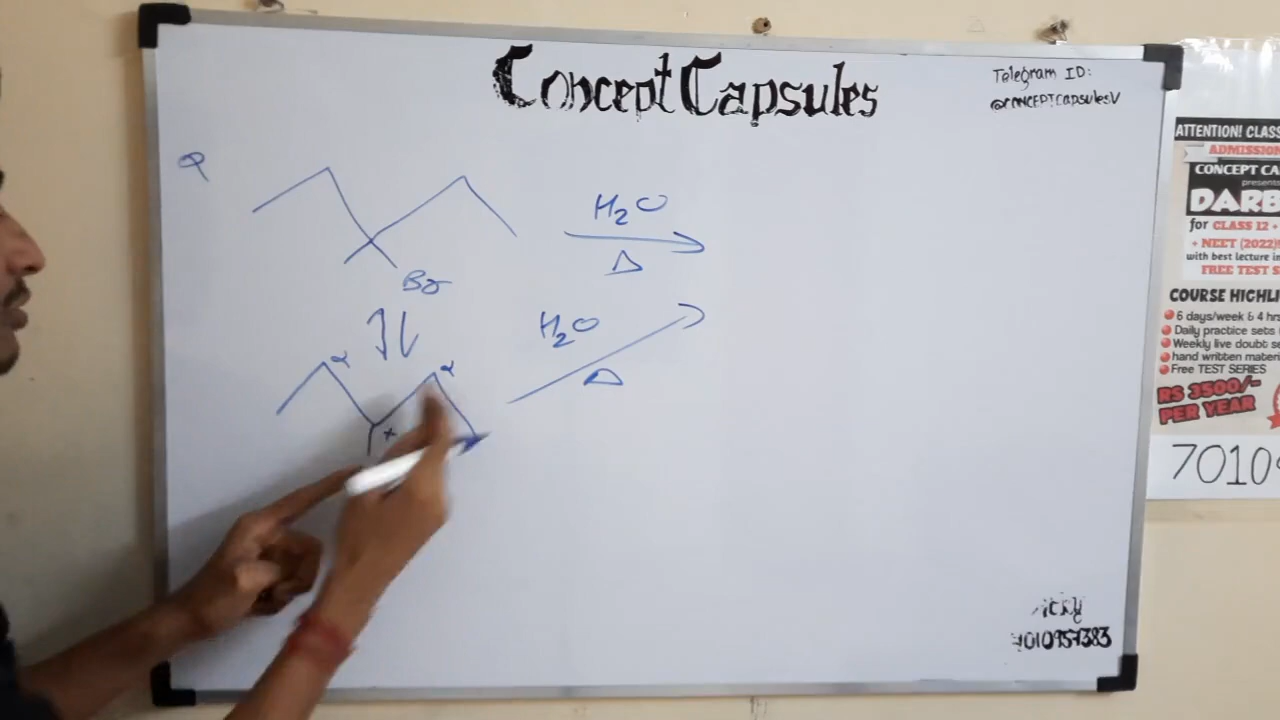 Concept Capsules
Telegram ID:
@CONCEPTCapsulesV
Q
H₂O
Δ
Br
H₂O
Δ
α
α
+
7010957383
ATTENTION! CLASS
ADMISSION
CONCEPT CA
presents
DARB
for CLASS 12 +
+ NEET (2022)
with best lecture in
FREE TEST S
COURSE HIGHLI
6 days/week & 4 hrs
Daily practice sets
Weekly live doubt se
hand written materi
Free TEST SERIES
RS 3500/-
PER YEAR
7010